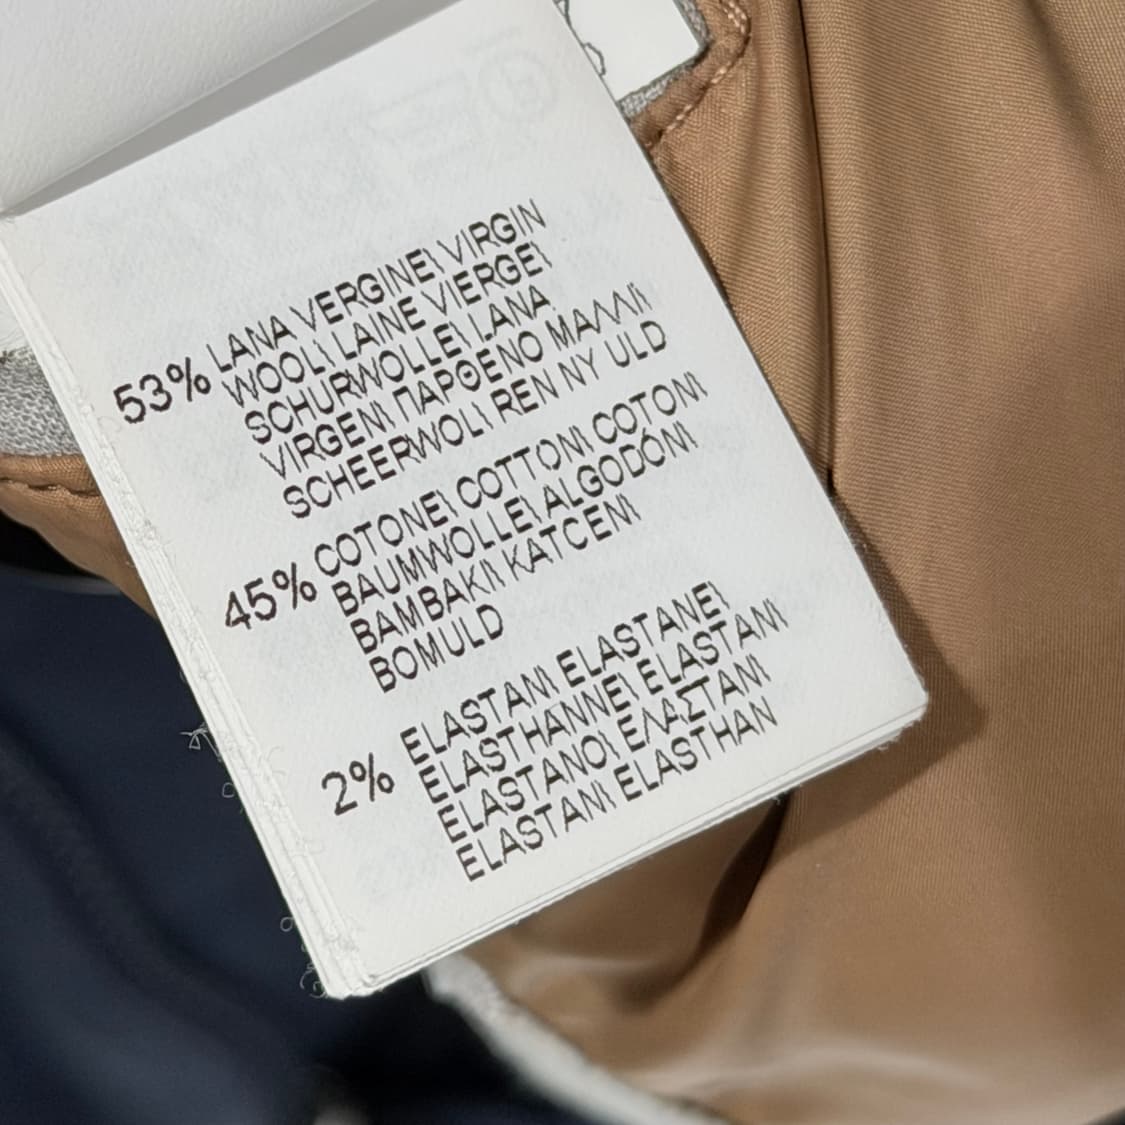 53% LANA VERGINE\ VIRGIN
WOOL\ LAINE VIERGE\
SCHURWOLLE\ LANA
VIRGEN\ ΠΑΡΘΕΝΟ ΜΑΛΛΙ\
SCHEERWOL\ REN NY ULD
45% COTONE\ COTTON\ COTON\
BAUMWOLLE\ ALGODÓN\
BAMBAKI\ KATCEN\
BOMULD
2% ELASTAN\ ELASTANE\
ELASTHANNE\ ELASTAN\
ELASTANO\ ΕΛΑΣΤΑΝ\
ELASTAN\ ELASTHAN